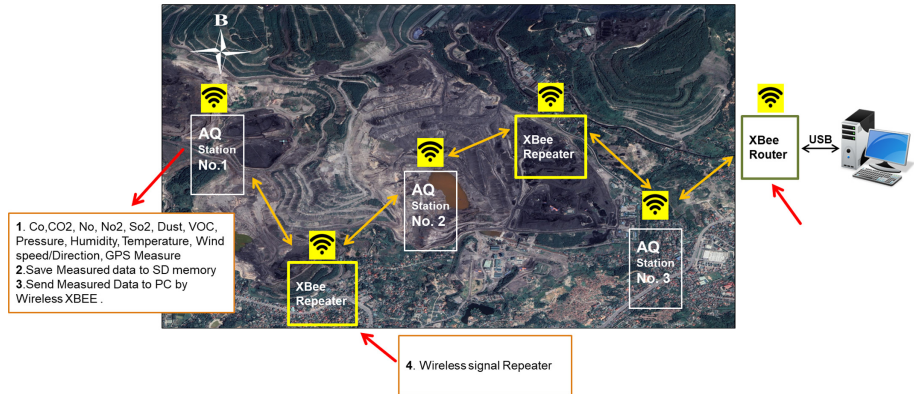 B
AQ
Station
No.1
AQ
Station
No. 2
XBee
Repeater
XBee
Router
USB
XBee
Repeater
AQ
Station
No. 3
1. Co,CO2, No, No2, So2, Dust, VOC,
Pressure, Humidity, Temperature, Wind
speed/Direction, GPS Measure
2.Save Measured data to SD memory
3.Send Measured Data to PC by
Wireless XBEE .
4. Wireless signal Repeater